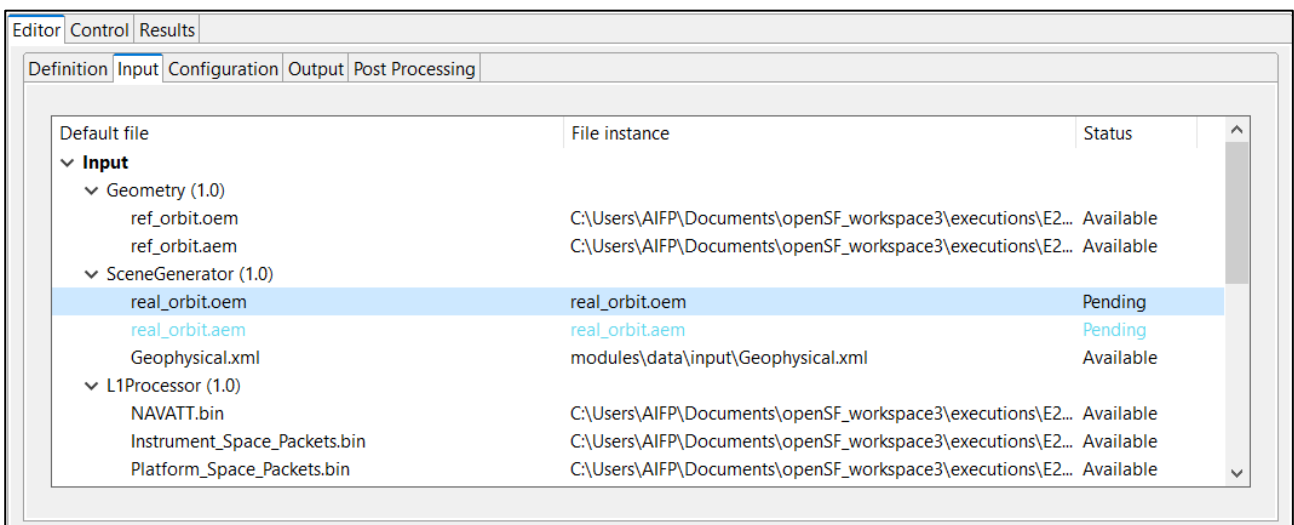 Editor Control Results
Definition Input Configuration Output Post Processing
Default file File instance Status
Input
Geometry (1.0)
ref_orbit.oem C:\Users\AIFP\Documents\openSF_workspace3\executions\E2... Available
ref_orbit.aem C:\Users\AIFP\Documents\openSF_workspace3\executions\E2... Available
SceneGenerator (1.0)
real_orbit.oem real_orbit.oem Pending
real_orbit.aem real_orbit.aem Pending
Geophysical.xml modules\data\input\Geophysical.xml Available
L1Processor (1.0)
NAVATT.bin C:\Users\AIFP\Documents\openSF_workspace3\executions\E2... Available
Instrument_Space_Packets.bin C:\Users\AIFP\Documents\openSF_workspace3\executions\E2... Available
Platform_Space_Packets.bin C:\Users\AIFP\Documents\openSF_workspace3\executions\E2... Available